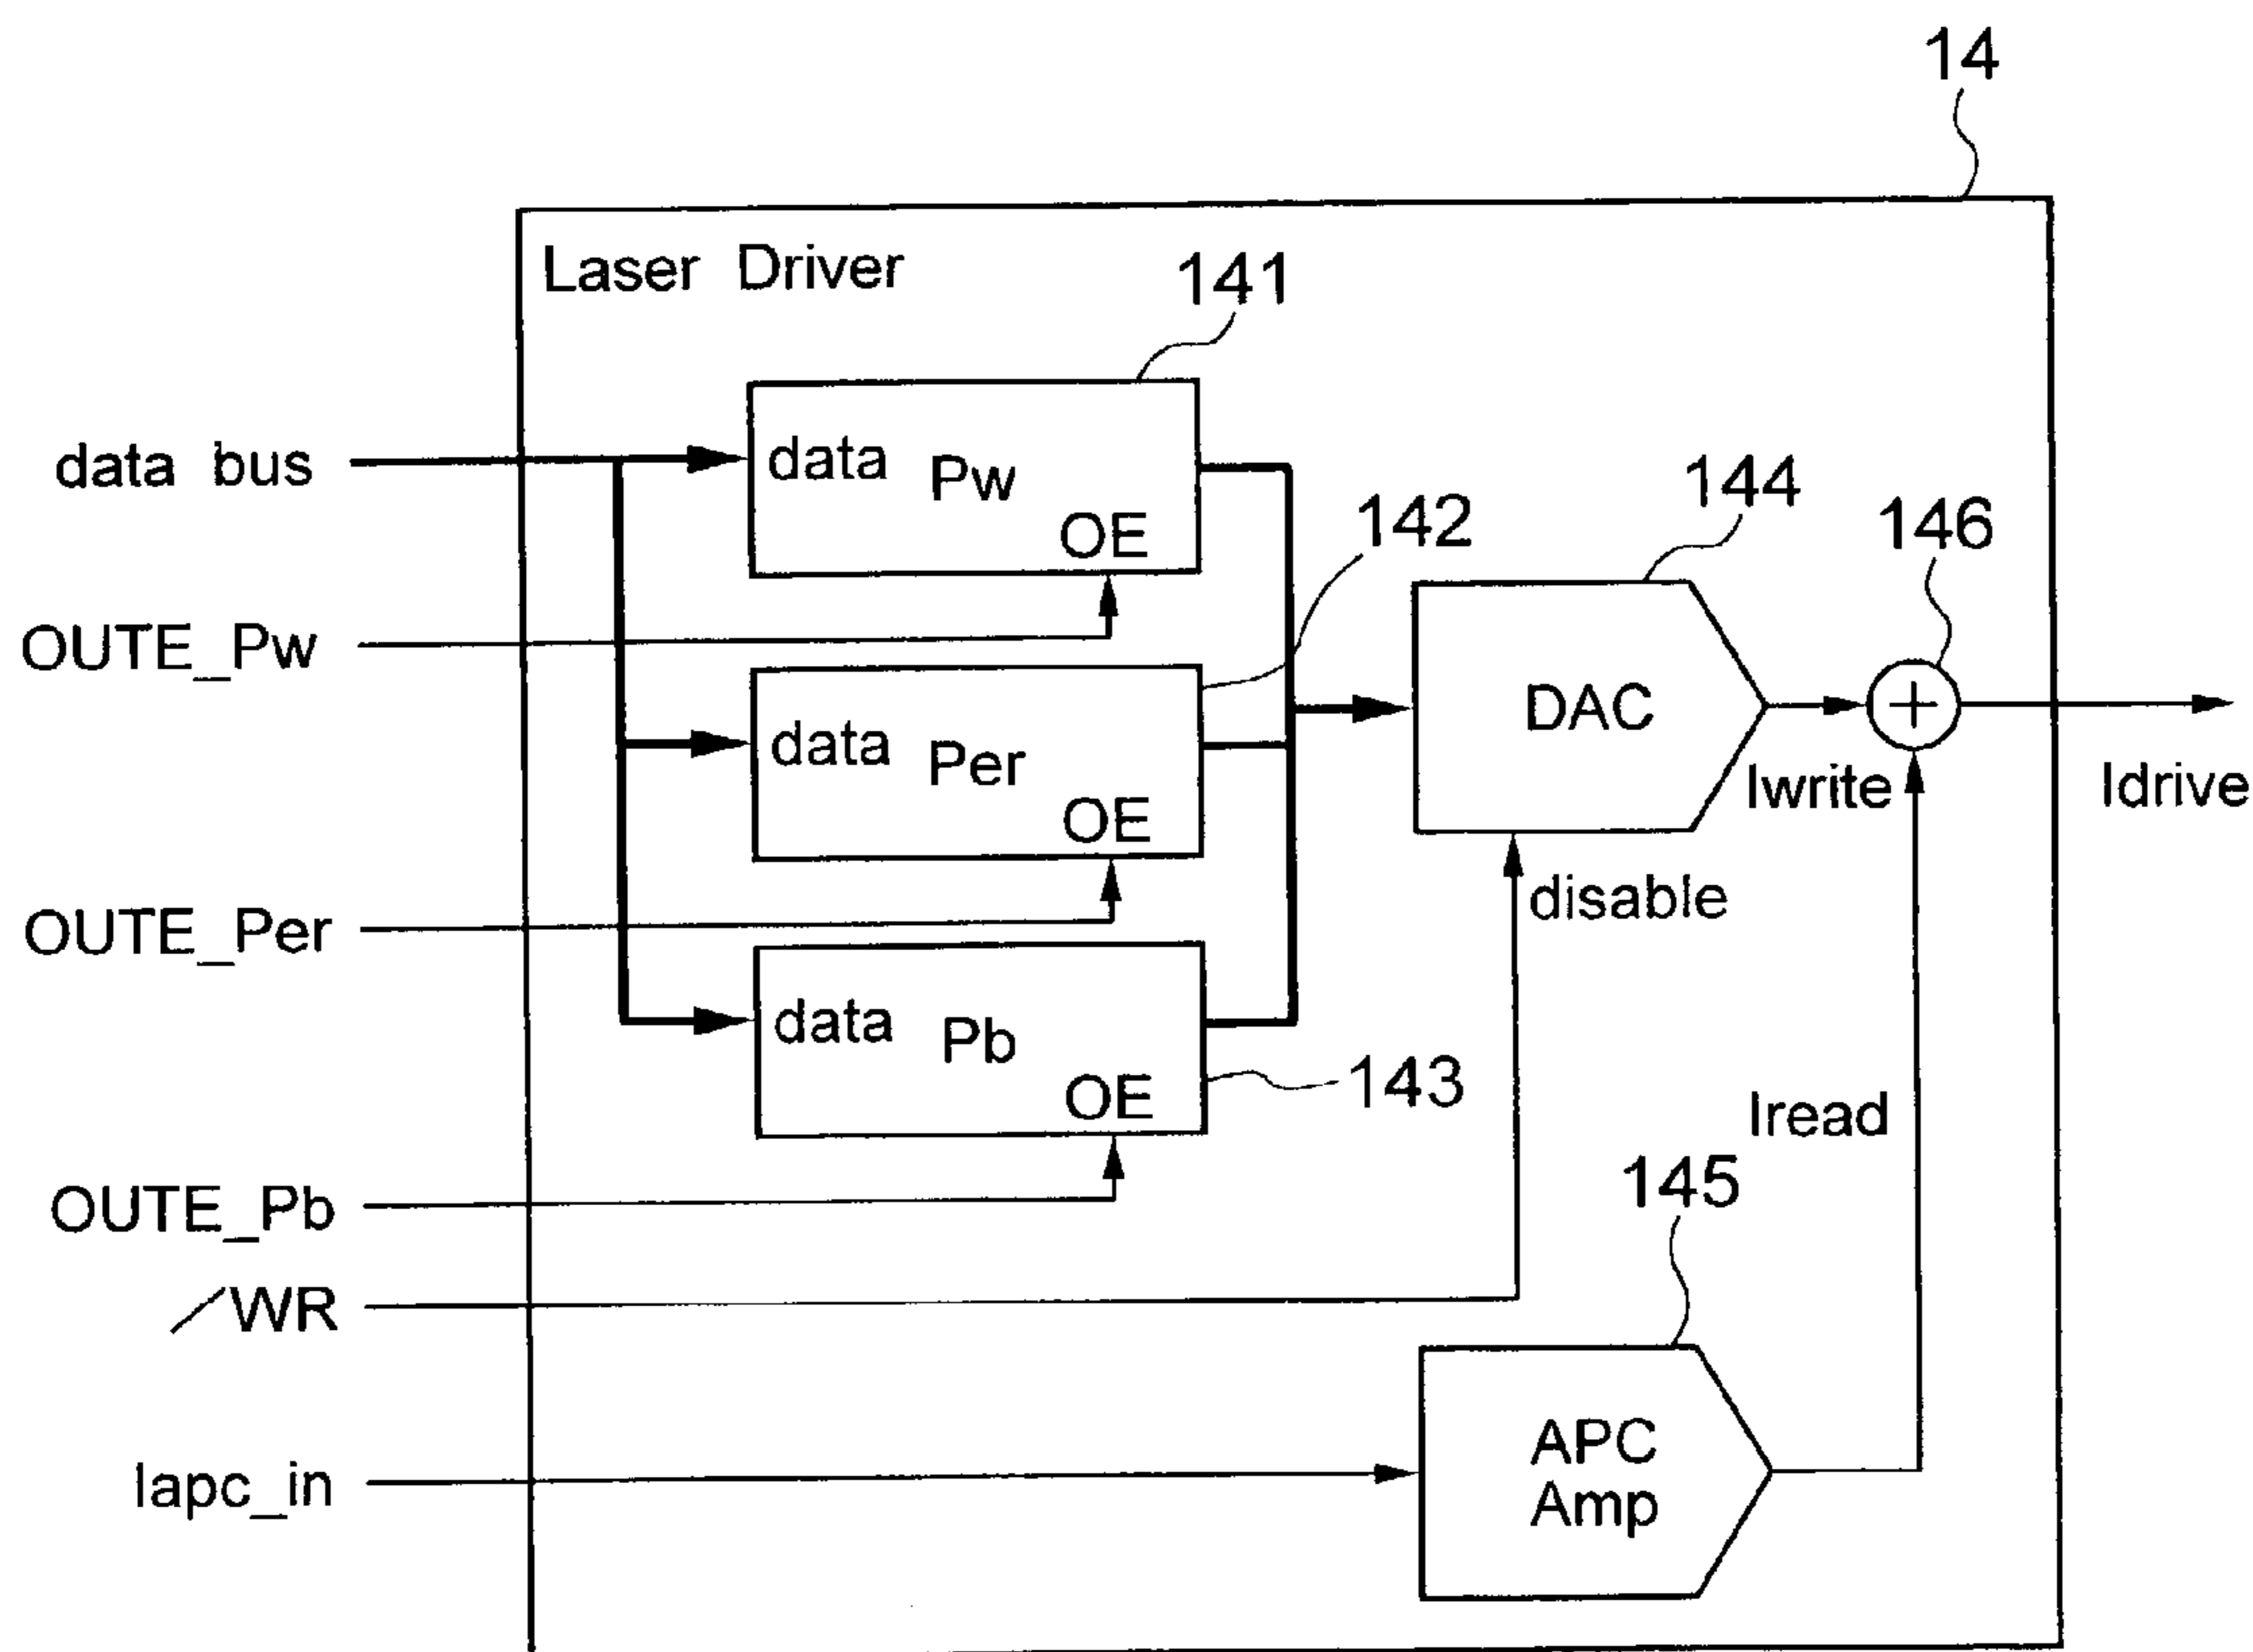 14
Laser Driver
141
data bus
data
Pw
OE
142
144
146
OUTE_Pw
data
Per
OE
DAC
Iwrite
Idrive
OUTE_Per
disable
data
Pb
OE
143
Iread
OUTE_Pb
145
/WR
APC
Amp
Iapc_in